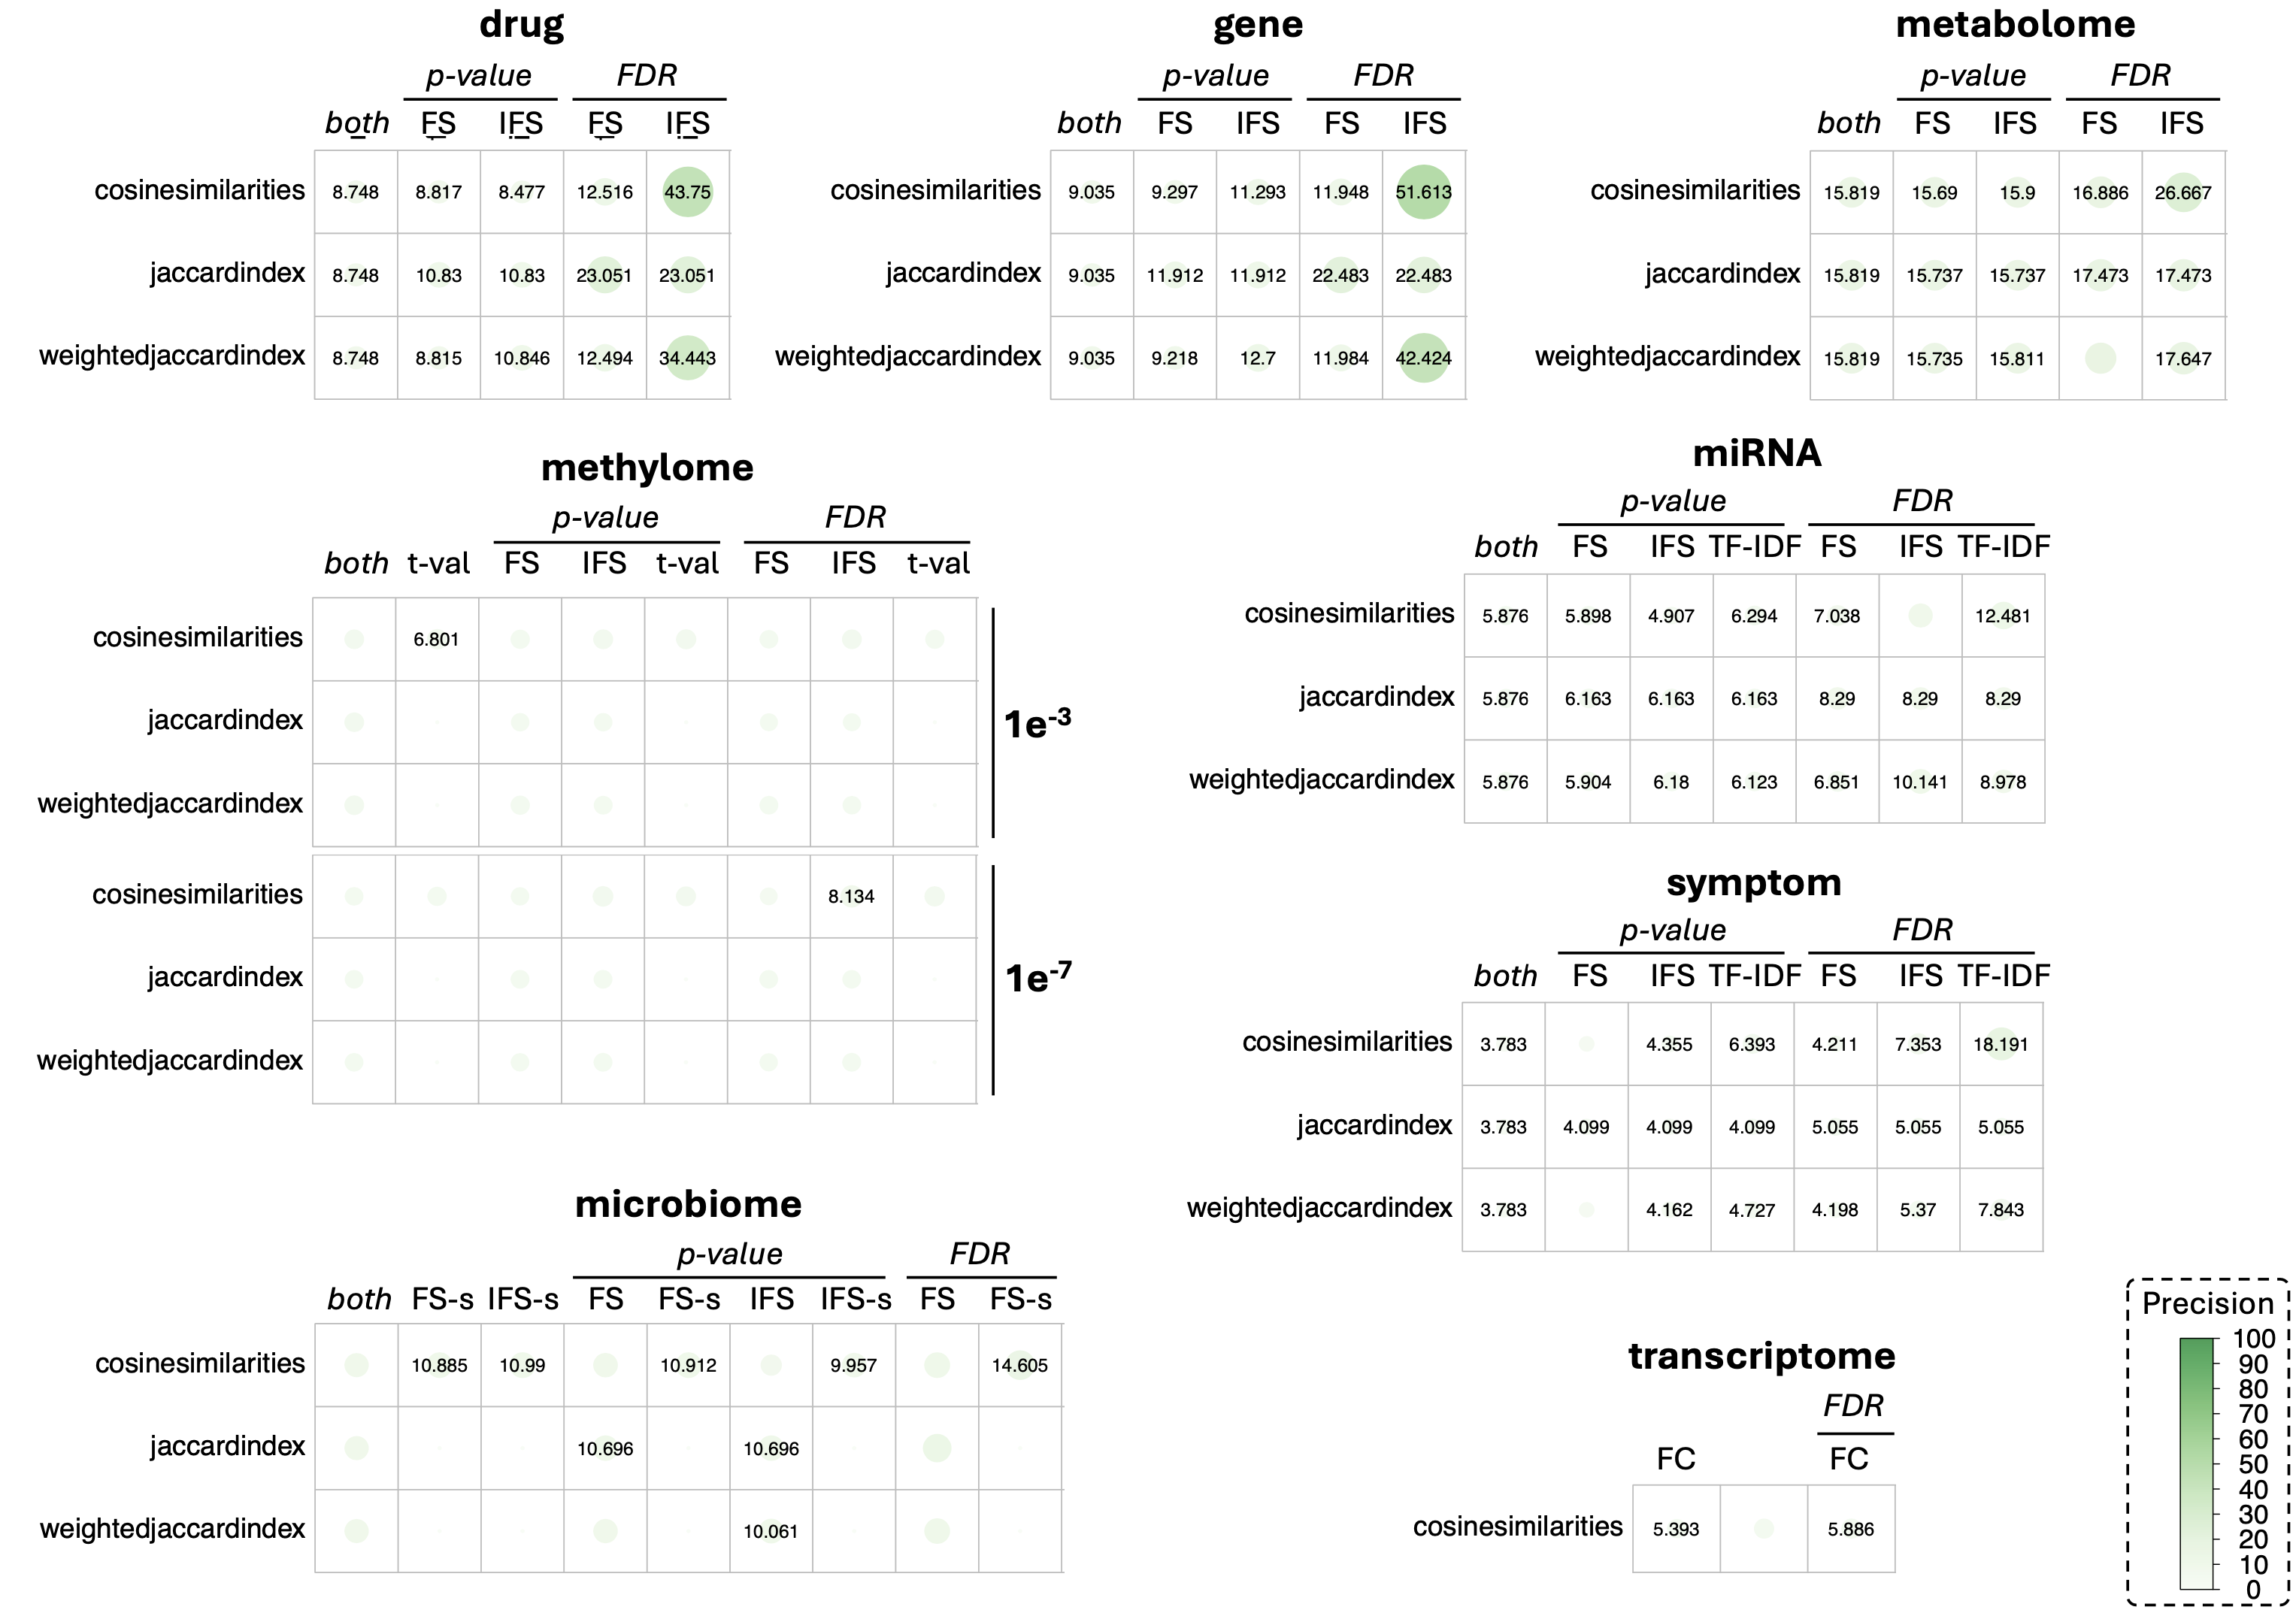 drug
p-value FDR
both FS IFS FS IFS
cosinesimilarities 8.748 8.817 8.477 12.516 43.75
jaccardindex 8.748 10.83 10.83 23.051 23.051
weightedjaccardindex 8.748 8.815 10.846 12.494 34.443
gene
p-value FDR
both FS IFS FS IFS
cosinesimilarities 9.035 9.297 11.293 11.948 51.613
jaccardindex 9.035 11.912 11.912 22.483 22.483
weightedjaccardindex 9.035 9.218 12.7 11.984 42.424
metabolome
p-value FDR
both FS IFS FS IFS
cosinesimilarities 15.819 15.69 15.9 16.886 26.667
jaccardindex 15.819 15.737 15.737 17.473 17.473
weightedjaccardindex 15.819 15.735 15.811 17.647
methylome
p-value FDR
both t-val FS IFS t-val FS IFS t-val
cosinesimilarities 6.801
jaccardindex
weightedjaccardindex
1e-3
cosinesimilarities 8.134
jaccardindex
weightedjaccardindex
1e-7
miRNA
p-value FDR
both FS IFS TF-IDF FS IFS TF-IDF
cosinesimilarities 5.876 5.898 4.907 6.294 7.038 12.481
jaccardindex 5.876 6.163 6.163 6.163 8.29 8.29 8.29
weightedjaccardindex 5.876 5.904 6.18 6.123 6.851 10.141 8.978
symptom
p-value FDR
both FS IFS TF-IDF FS IFS TF-IDF
cosinesimilarities 3.783 4.355 6.393 4.211 7.353 18.191
jaccardindex 3.783 4.099 4.099 4.099 5.055 5.055 5.055
weightedjaccardindex 3.783 4.162 4.727 4.198 5.37 7.843
microbiome
p-value FDR
both FS-s IFS-s FS FS-s IFS IFS-s FS FS-s
cosinesimilarities 10.885 10.99 10.912 9.957 14.605
jaccardindex 10.696 10.696
weightedjaccardindex 10.061
transcriptome
FDR
FC FC
cosinesimilarities 5.393 5.886
Precision
100
90
80
70
60
50
40
30
20
10
0